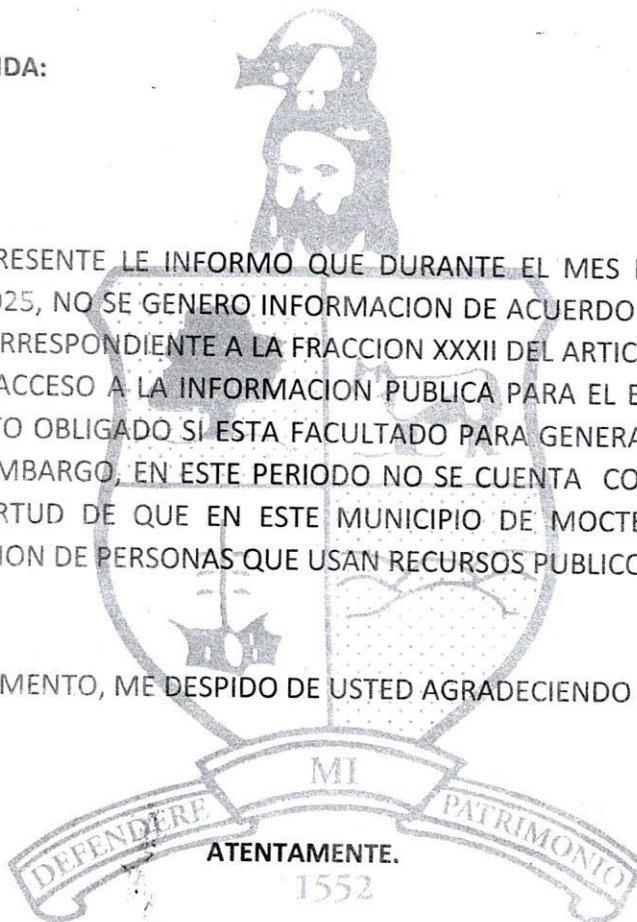 IDA:
RESENTE LE INFORMO QUE DURANTE EL MES
025, NO SE GENERO INFORMACION DE ACUERDO
RRESPONDIENTE A LA FRACCION XXXII DEL ARTIC
ACCESO A LA INFORMACION PUBLICA PARA EL E
TO OBLIGADO SI ESTA FACULTADO PARA GENERA
MBARGO, EN ESTE PERIODO NO SE CUENTA CO
RTUD DE QUE EN ESTE MUNICIPIO DE MOCTE
ION DE PERSONAS QUE USAN RECURSOS PUBLICO
MENTO, ME DESPIDO DE USTED AGRADECIENDO
DEFENDERE MI PATRIMONIO
ATENTAMENTE.
1552